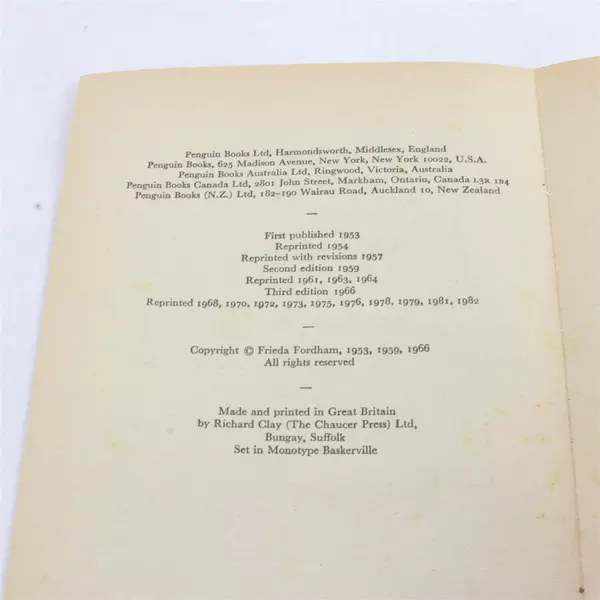 Penguin Books Ltd, Harmondsworth, Middlesex, England
Penguin Books, 625 Madison Avenue, New York, New York 10022, U.S.A.
Penguin Books Australia Ltd, Ringwood, Victoria, Australia
Penguin Books Canada Ltd, 2801 John Street, Markham, Ontario, Canada L3R 1B4
Penguin Books (N.Z.) Ltd, 182-190 Wairau Road, Auckland 10, New Zealand
—
First published 1953
Reprinted 1954
Reprinted with revisions 1957
Second edition 1959
Reprinted 1961, 1963, 1964
Third edition 1966
Reprinted 1968, 1970, 1972, 1973, 1975, 1976, 1978, 1979, 1981, 1982
—
Copyright © Frieda Fordham, 1953, 1959, 1966
All rights reserved
—
Made and printed in Great Britain
by Richard Clay (The Chaucer Press) Ltd,
Bungay, Suffolk
Set in Monotype Baskerville